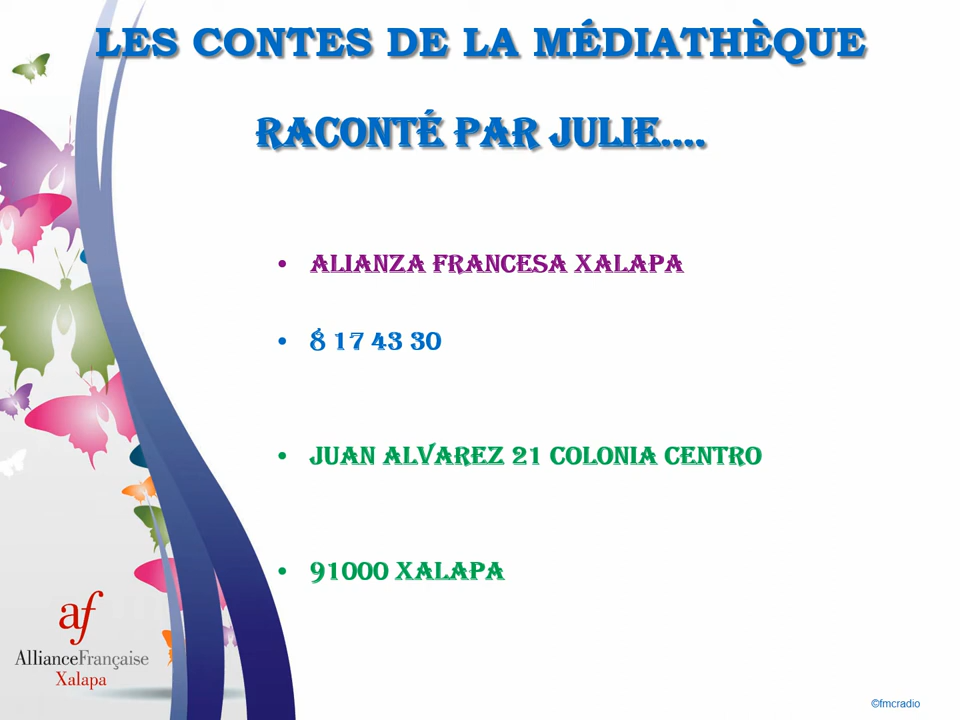 LES CONTES DE LA MÉDIATHÈQUE
RACONTÉ PAR JULIE....
• ALIANZA FRANCESA XALAPA
• 8 17 43 30
• JUAN ALVAREZ 21 COLONIA CENTRO
• 91000 XALAPA
af
AllianceFrançaise
Xalapa
©fmcradio